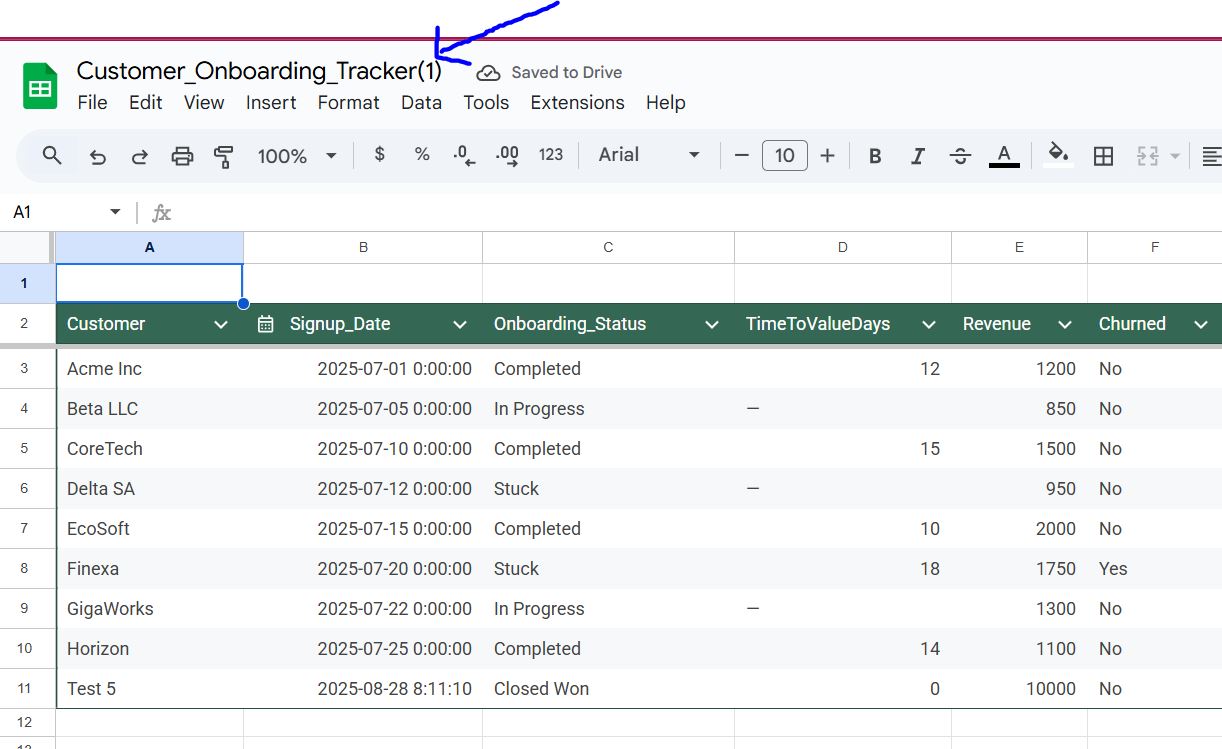 Customer_Onboarding_Tracker(1) Saved to Drive
File Edit View Insert Format Data Tools Extensions Help
100% $ % .0 .00 123 Arial — 10 + B I S A
A1 fx
A B C D E F
1
2 Customer Signup_Date Onboarding_Status TimeToValueDays Revenue Churned
3 Acme Inc 2025-07-01 0:00:00 Completed 12 1200 No
4 Beta LLC 2025-07-05 0:00:00 In Progress — 850 No
5 CoreTech 2025-07-10 0:00:00 Completed 15 1500 No
6 Delta SA 2025-07-12 0:00:00 Stuck — 950 No
7 EcoSoft 2025-07-15 0:00:00 Completed 10 2000 No
8 Finexa 2025-07-20 0:00:00 Stuck 18 1750 Yes
9 GigaWorks 2025-07-22 0:00:00 In Progress — 1300 No
10 Horizon 2025-07-25 0:00:00 Completed 14 1100 No
11 Test 5 2025-08-28 8:11:10 Closed Won 0 10000 No
12